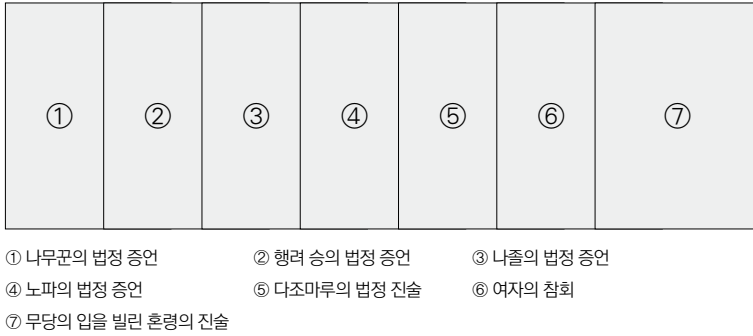 ① ② ③ ④ ⑤ ⑥ ⑦
① 나무꾼의 법정 증언 ② 행려 승의 법정 증언 ③ 나졸의 법정 증언
④ 노파의 법정 증언 ⑤ 다조마루의 법정 진술 ⑥ 여자의 참회
⑦ 무당의 입을 빌린 혼령의 진술